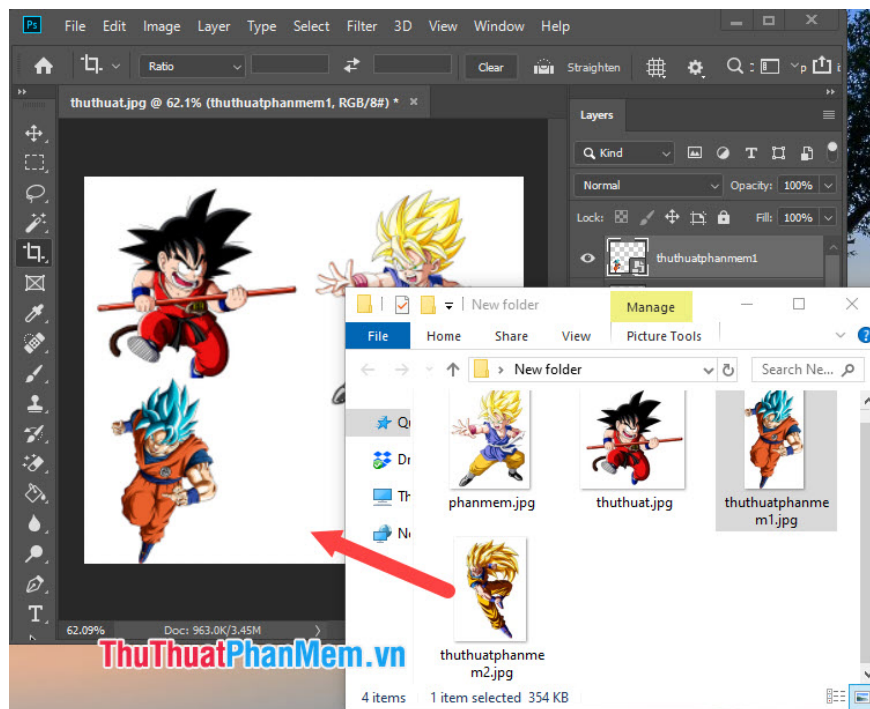 Ps File Edit Image Layer Type Select Filter 3D View Window Help
Ratio Clear Straighten
thuthuat.jpg @ 62.1% (thuthuatphanmem1, RGB/8#) * ×
Layers
Kind
Normal Opacity: 100%
Lock: Fill: 100%
thuthuatphanmem1
New folder Manage
File Home Share View Picture Tools
New folder Search Ne...
phanmem.jpg
thuthuat.jpg
thuthuatphanme
m1.jpg
thuthuatphanme
m2.jpg
62.09% Doc: 963.0K/3.45M
ThuThuatPhanMem.vn
4 items 1 item selected 354 KB